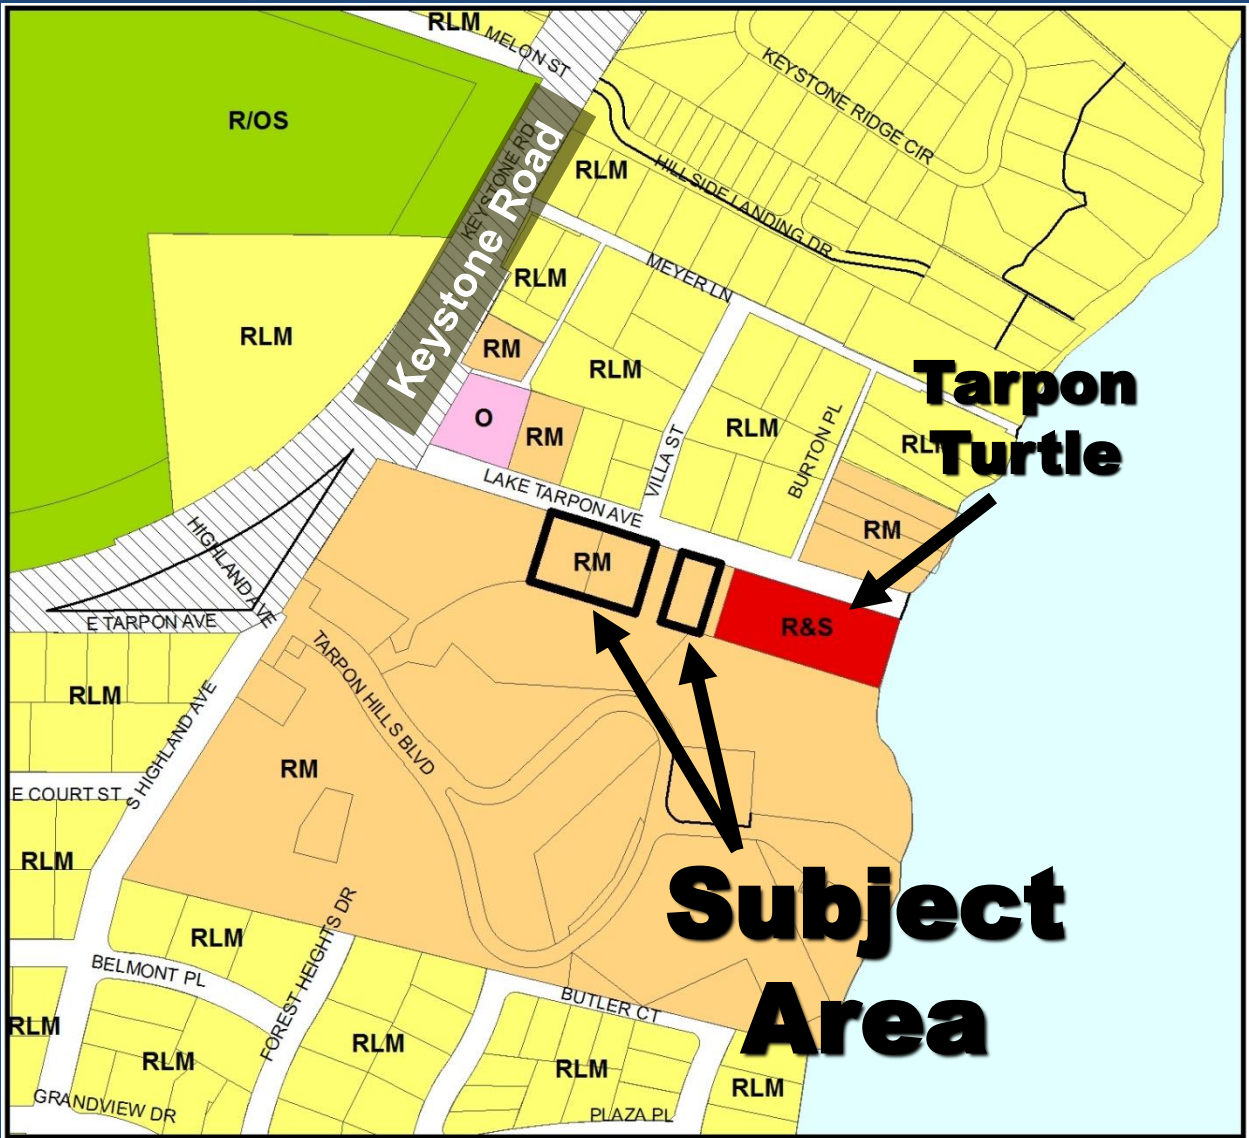 RLM
MELON ST
KEYSTONE RIDGE CIR
R/OS
KEYSTONE RD
Keystone Road
RLM
HILLSIDE LANDING DR
RLM
MEYER LN
RLM
RM
RLM
Tarpon
Turtle
O
RM
RLM
BURTON PL
RLM
VILLA ST
LAKE TARPON AVE
RM
HIGHLAND AVE
RM
E TARPON AVE
R&S
TARPON HILLS BLVD
RLM
S HIGHLAND AVE
RM
E COURT ST
RLM
Subject
Area
RLM
FOREST HEIGHTS DR
BELMONT PL
BUTLER CT
RLM
RLM
RLM
RLM
RLM
GRANDVIEW DR
PLAZA PL